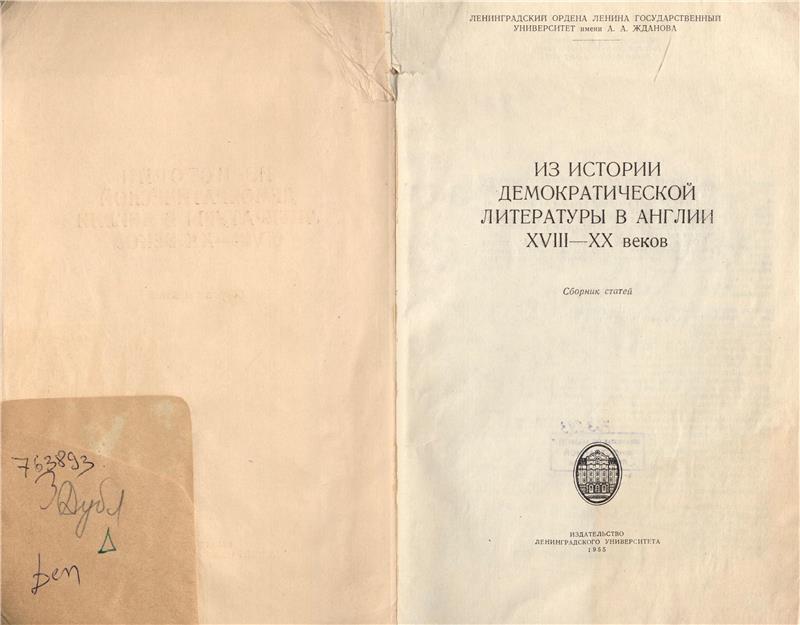 763893
Дубл
ЛЕНИНГРАДСКИЙ ОРДЕНА ЛЕНИНА ГОСУДАРСТВЕННЫЙ
УНИВЕРСИТЕТ имени А. А. ЖДАНОВА
ИЗ ИСТОРИИ
ДЕМОКРАТИЧЕСКОЙ
ЛИТЕРАТУРЫ В АНГЛИИ
XVIII—XX веков
Сборник статей
ИЗДАТЕЛЬСТВО
ЛЕНИНГРАДСКОГО УНИВЕРСИТЕТА
1955